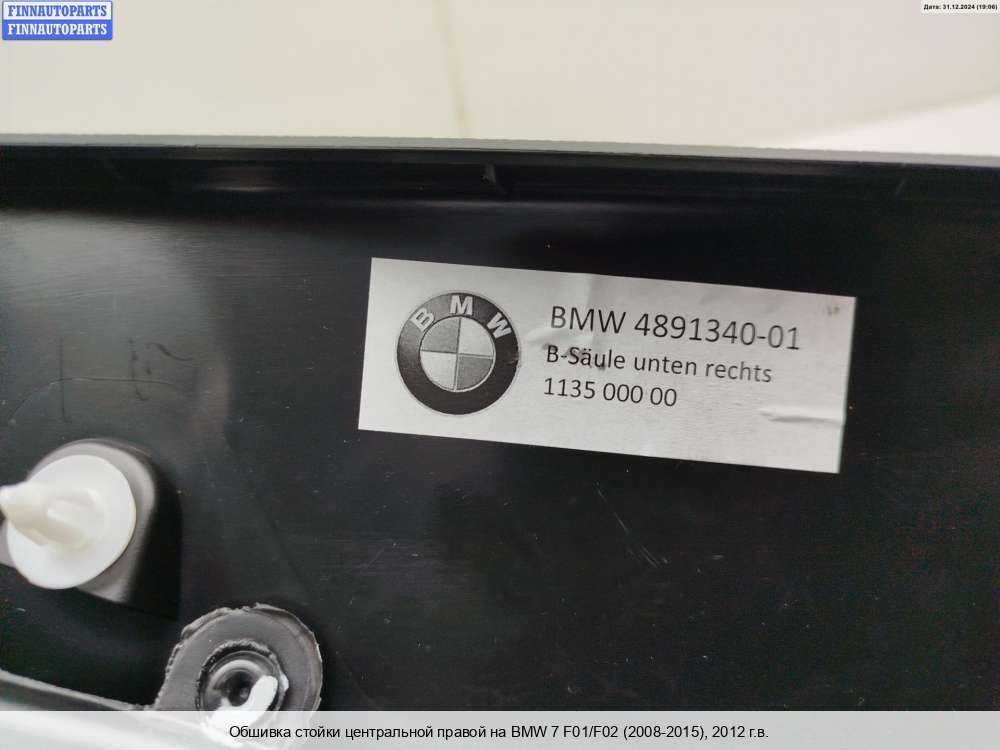 FINNAUTOPARTS
FINNAUTOPARTS
Дата: 31.12.2024 (19:06)
BMW
BMW 4891340-01
B-Säule unten rechts
1135 000 00
Обшивка стойки центральной правой на BMW 7 F01/F02 (2008-2015), 2012 г.в.